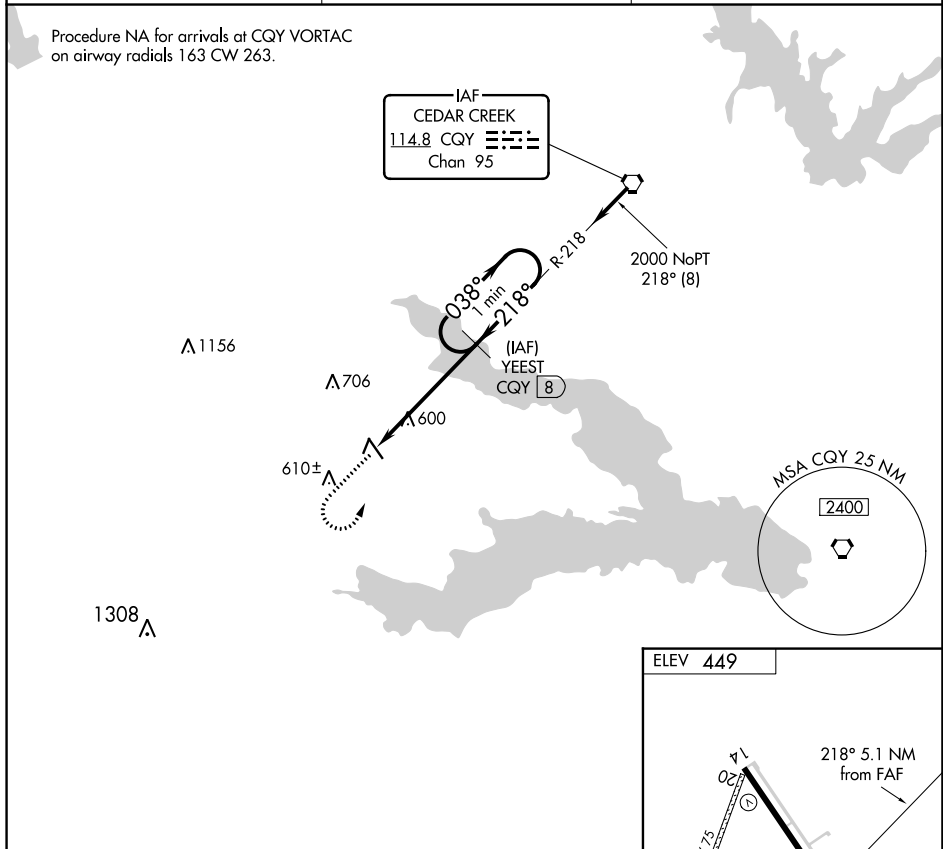 Procedure NA for arrivals at CQY VORTAC
on airway radials 163 CW 263.
IAF
CEDAR CREEK
114.8 CQY
Chan 95
R-218
2000 NoPT
218° (8)
038°
1 min
218°
(IAF)
YEEST
CQY 8
1156
706
600
610±
MSA CQY 25 NM
2400
1308
ELEV 449
14
20
218° 5.1 NM
from FAF
V
75